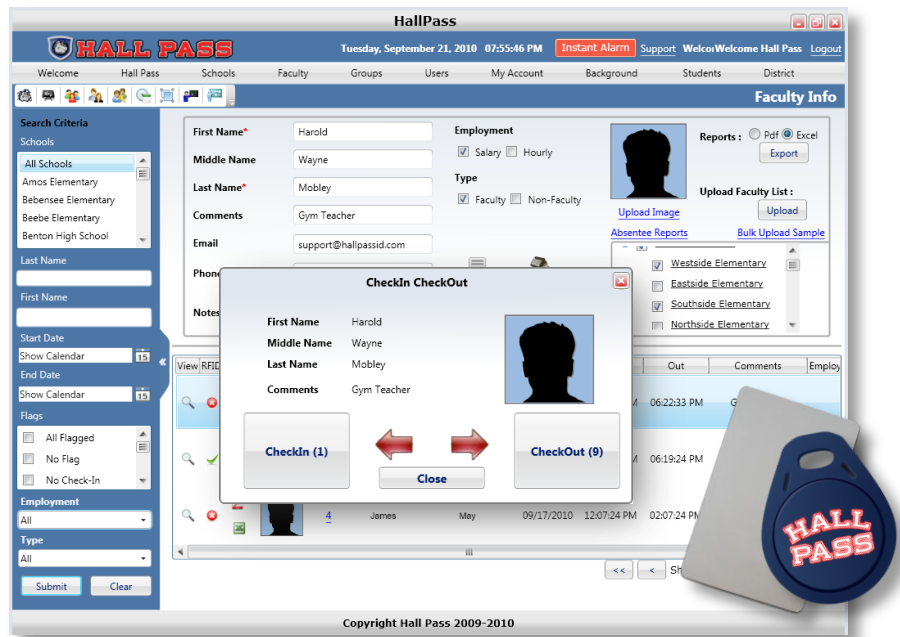 HallPass
HALL PASS
Tuesday, September 21, 2010 07:55:46 PM Instant Alarm Support Welco Welcome Hall Pass Logout
Welcome Hall Pass Schools Faculty Groups Users My Account Background Students District
Faculty Info
Search Criteria
Schools
All Schools
Amos Elementary
Bebensee Elementary
Beebe Elementary
Benton High School
Last Name
First Name
Start Date
Show Calendar 15
End Date
Show Calendar 15
Flags
All Flagged
No Flag
No Check-In
Employment
All
Type
All
Submit Clear
First Name* Harold
Middle Name Wayne
Last Name* Mobley
Comments Gym Teacher
Email support@hallpassid.com
Phon
Notes
Employment
Salary Hourly
Type
Faculty Non-Faculty
Upload Image
Reports : Pdf Excel
Export
Upload Faculty List :
Upload
Absentee Reports Bulk Upload Sample
Westside Elementary
Eastside Elementary
Southside Elementary
Northside Elementary
CheckIn CheckOut
First Name Harold
Middle Name Wayne
Last Name Mobley
Comments Gym Teacher
CheckIn (1) CheckOut (9)
Close
View RFID Out Comments Employ
06:22:33 PM G
06:19:24 PM
4 James May 09/17/2010 12:07:24 PM 02:07:24 PM
<< < Sh
HALL
PASS
Copyright Hall Pass 2009-2010